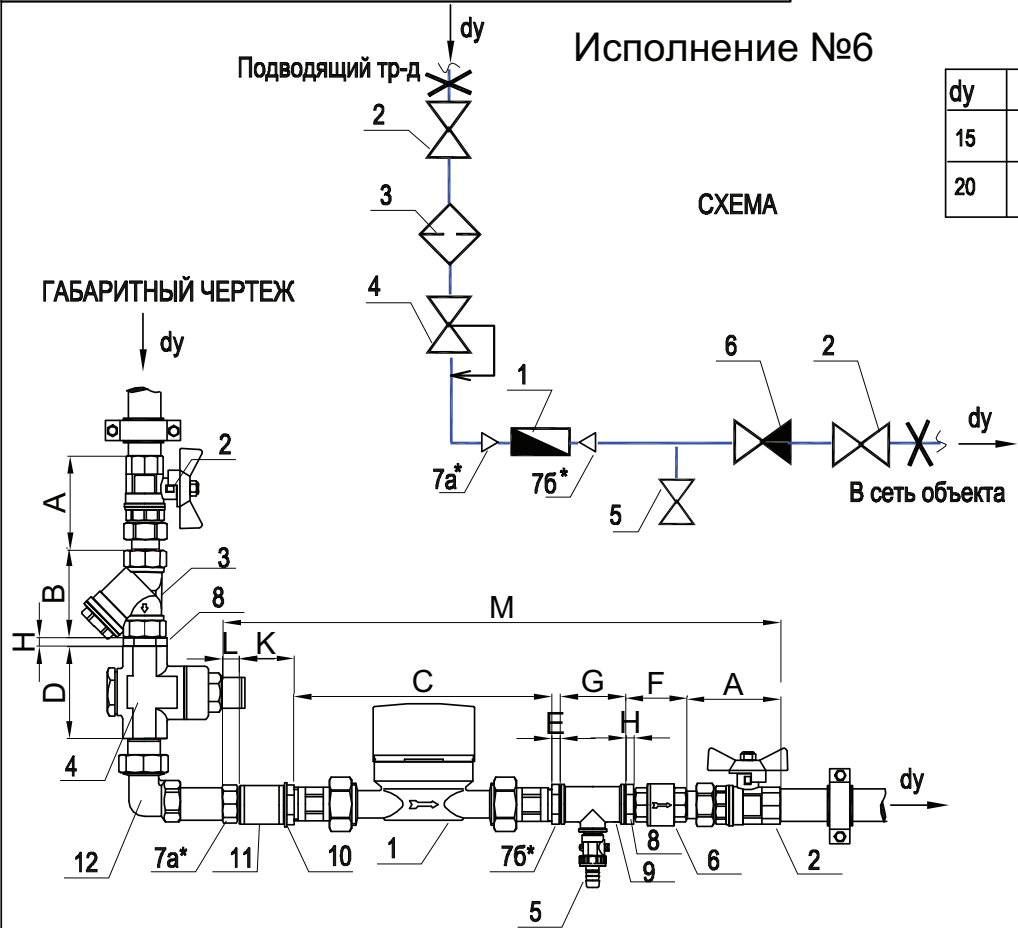 dy
Исполнение №6
Подводящий тр-д
dy
15
20
2
3
СХЕМА
4
ГАБАРИТНЫЙ ЧЕРТЕЖ
dy
6
2
1
2
dy
7а*
7б*
5
В сеть объекта
A
3
B
8
M
H
L
K
C
G
F
A
D
E
H
4
dy
12
7а*
11
10
1
7б*
8
9
6
2
5